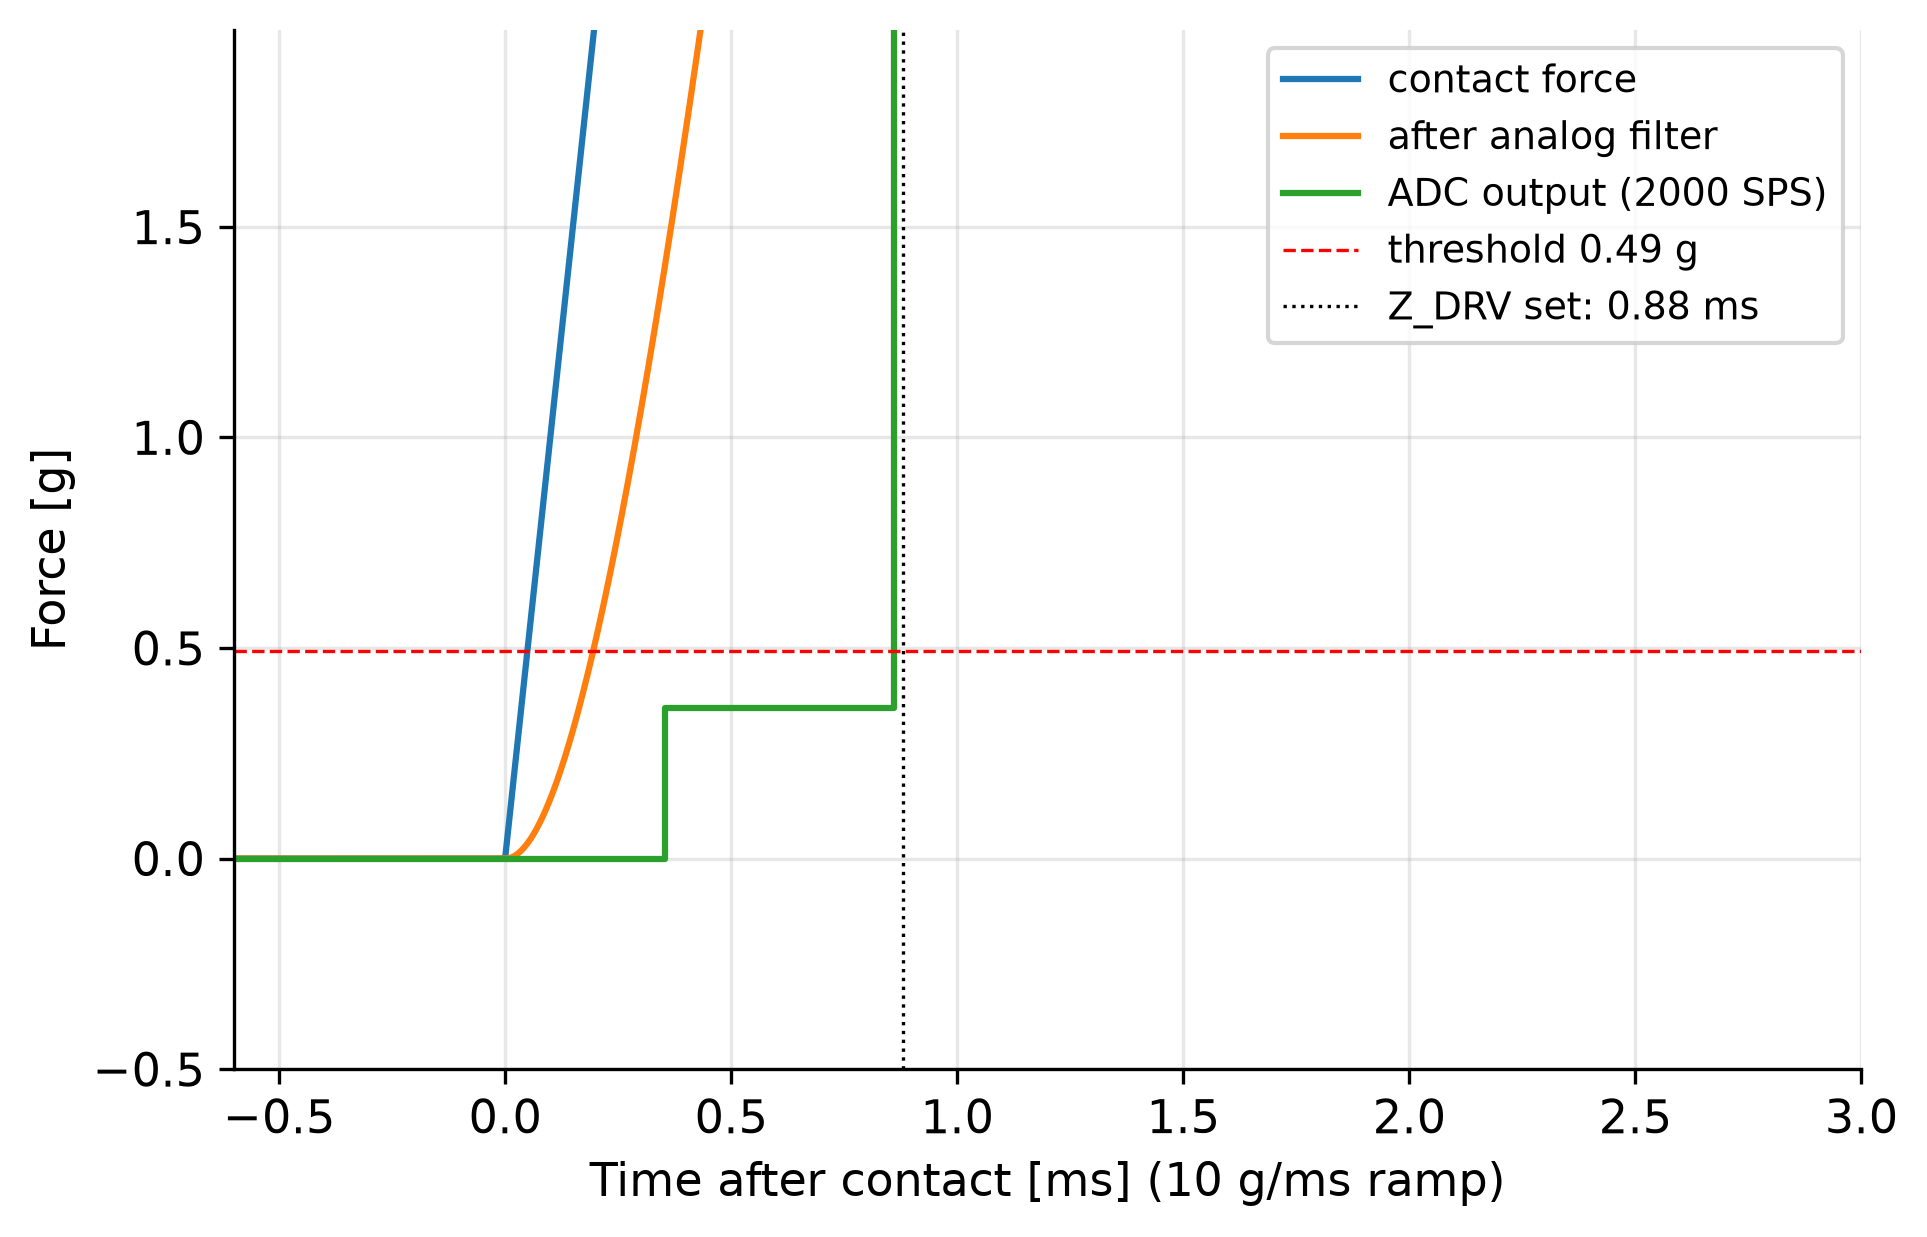 contact force
after analog filter
ADC output (2000 SPS)
threshold 0.49 g
Z_DRV set: 0.88 ms
Force [g]
1.5
1.0
0.5
0.0
−0.5
−0.5 0.0 0.5 1.0 1.5 2.0 2.5 3.0
Time after contact [ms] (10 g/ms ramp)